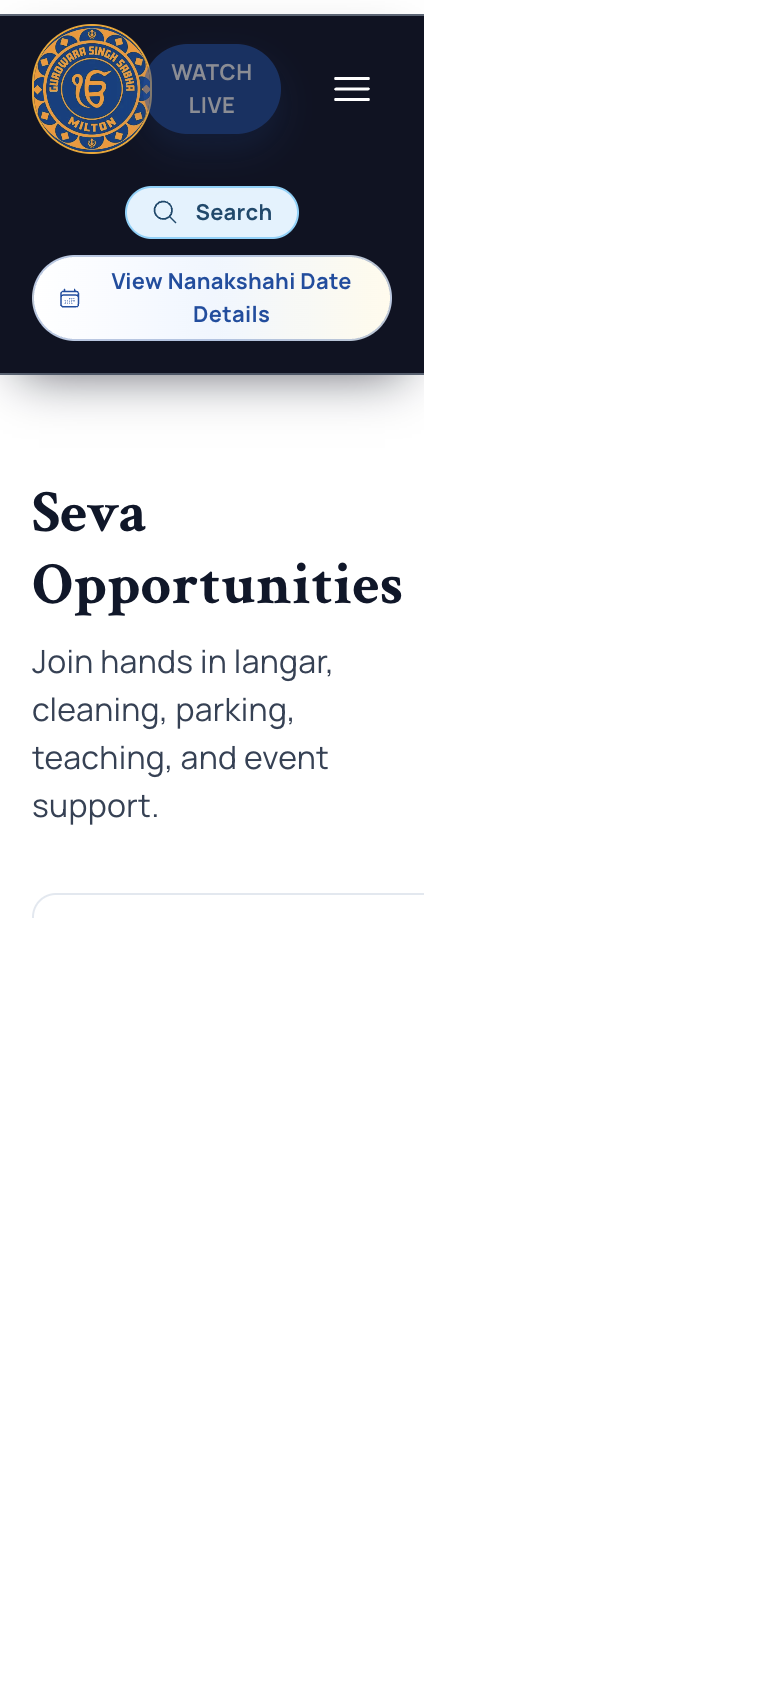 GURDWARA SINGH SABHA
ੴ
MILTON
WATCH
LIVE
Search
View Nanakshahi Date
Details
Seva
Opportunities
Join hands in langar,
cleaning, parking,
teaching, and event
support.